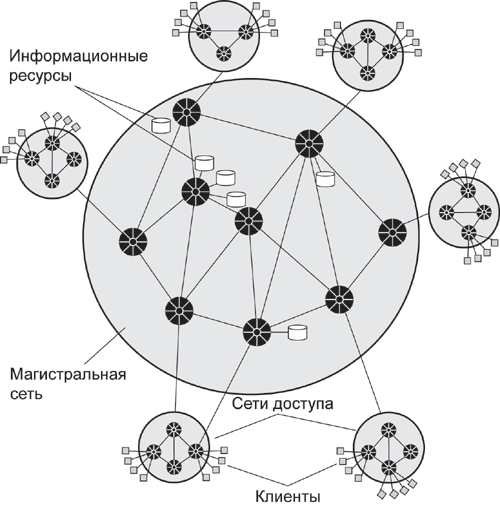 Информационные
ресурсы
Магистральная
сеть
Сети доступа
Клиенты